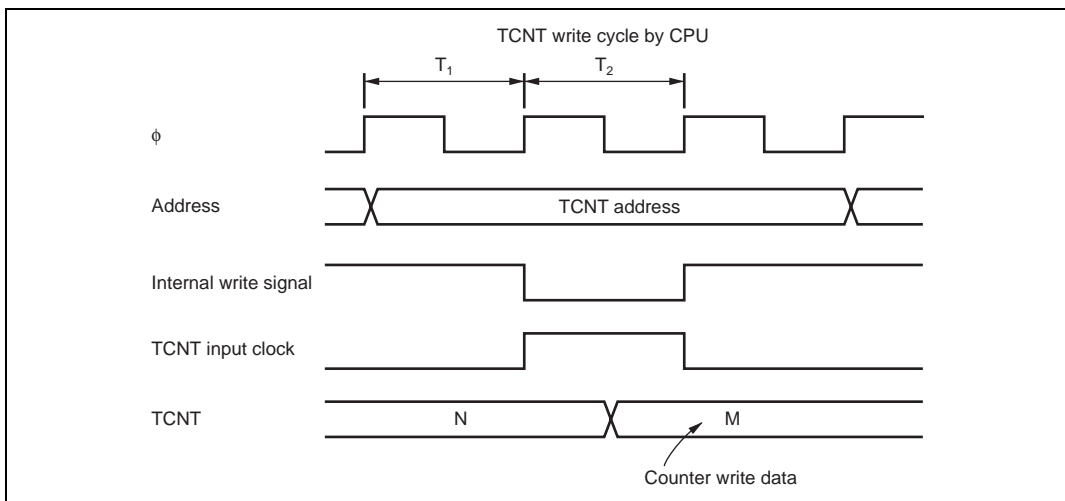 TCNT write cycle by CPU
T1 T2
ϕ
Address TCNT address
Internal write signal
TCNT input clock
TCNT N M
Counter write data